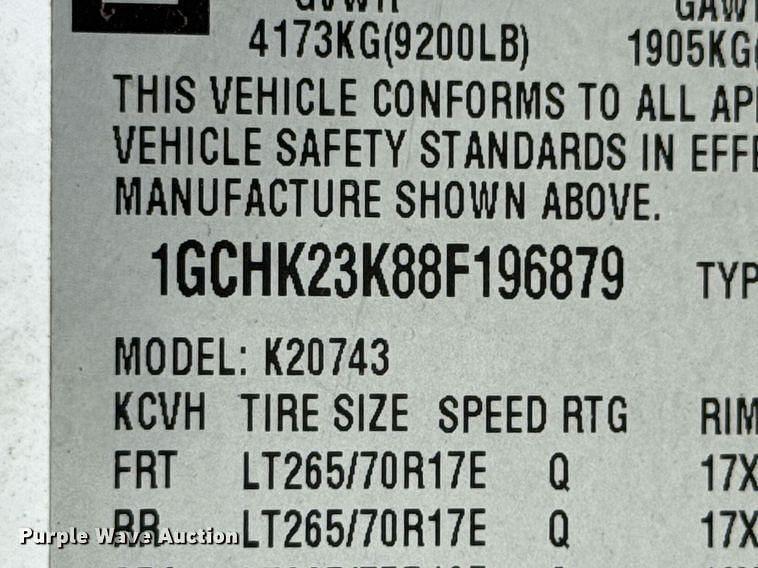 GVWR GAW
4173KG(9200LB) 1905KG(
THIS VEHICLE CONFORMS TO ALL AP
VEHICLE SAFETY STANDARDS IN EFFE
MANUFACTURE SHOWN ABOVE.
1GCHK23K88F196879 TYP
MODEL: K20743
KCVH TIRE SIZE SPEED RTG RIM
FRT LT265/70R17E Q 17X
RR LT265/70R17E Q 17X
Purple Wave Auction